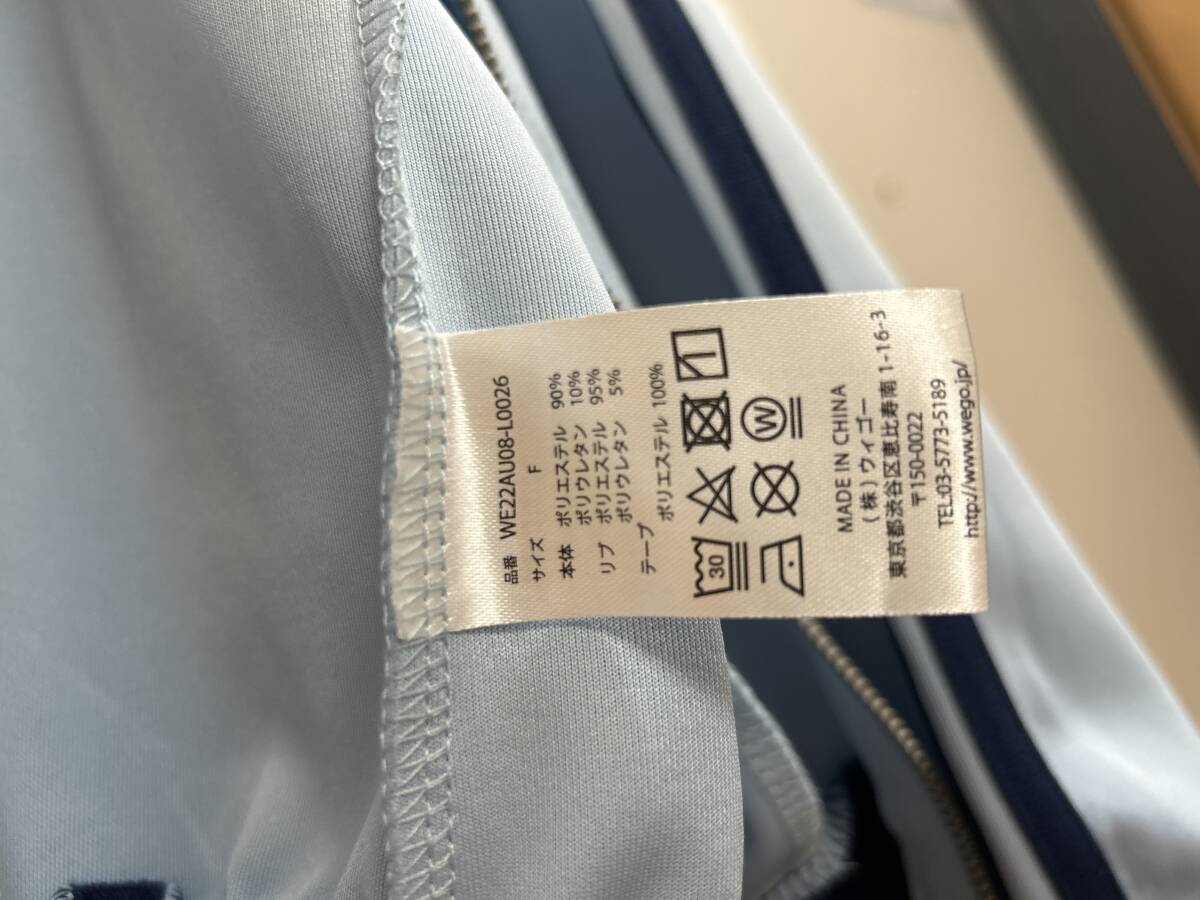 品番 WE22AU08-L0026
サイズ F
本体 ポリエステル 90%
ポリウレタン 10%
リブ ポリエステル 95%
ポリウレタン 5%
テープ
ポリエステル 100%
30
W
MADE IN CHINA
(株)ウィゴー
東京都渋谷区恵比寿南1-16-3
〒150-0022
TEL:03-5773-5189
http://www.wego.jp/